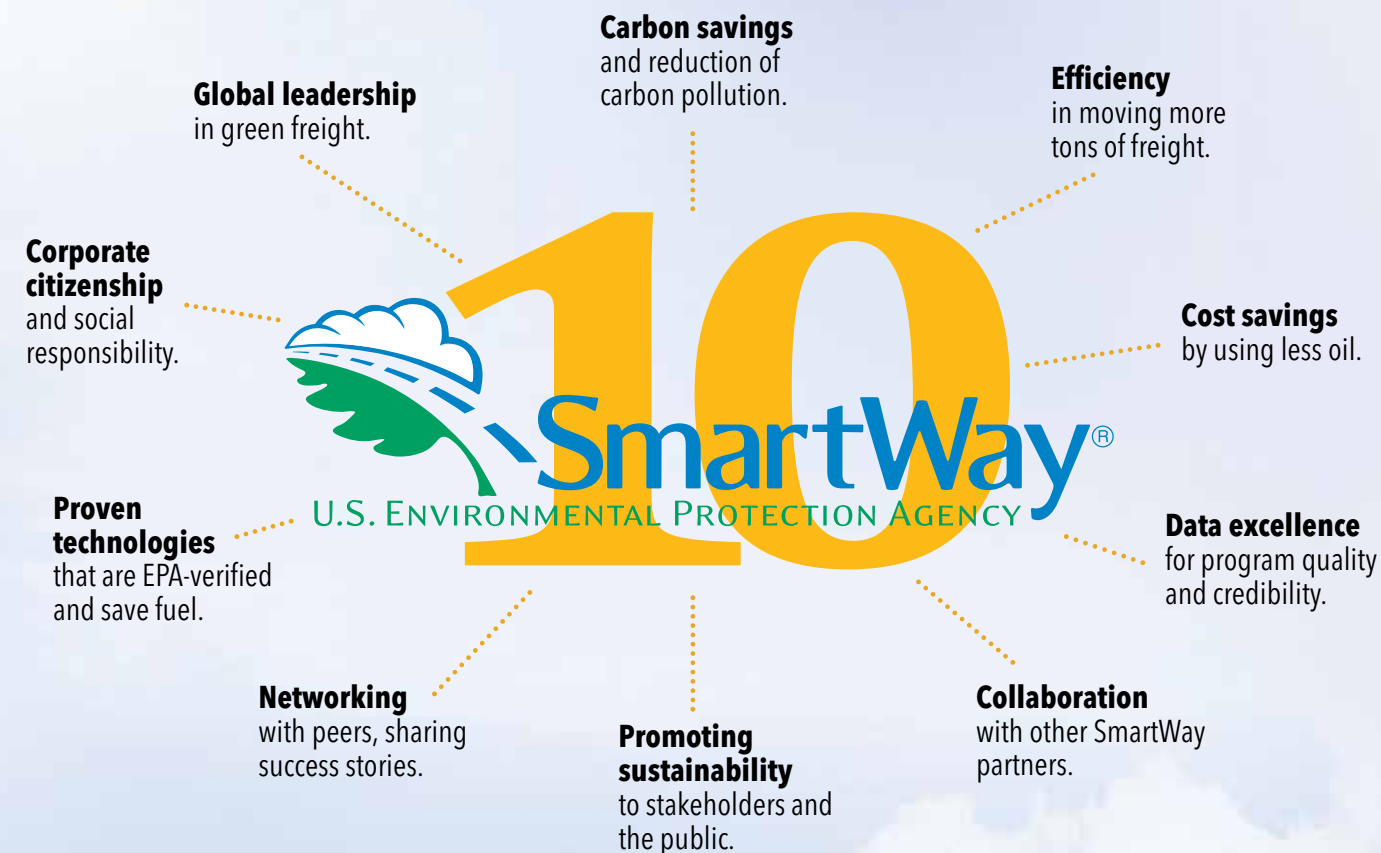 Carbon savings
and reduction of
carbon pollution.
Efficiency
in moving more
tons of freight.
Cost savings
by using less oil.
Data excellence
for program quality
and credibility.
Collaboration
with other SmartWay
partners.
Promoting
sustainability
to stakeholders and
the public.
Networking
with peers, sharing
success stories.
Proven
technologies
that are EPA-verified
and save fuel.
Corporate
citizenship
and social
responsibility.
Global leadership
in green freight.
10
SmartWay®
U.S. ENVIRONMENTAL PROTECTION AGENCY